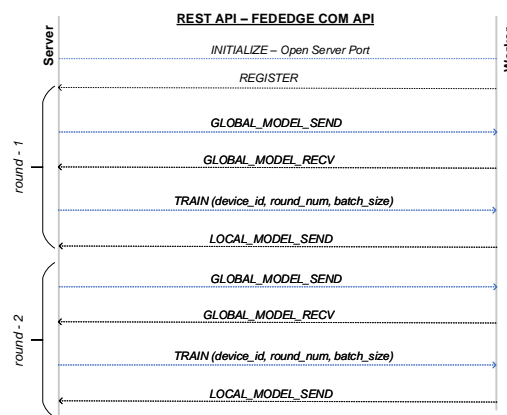 REST API – FEDEDGE COM API
Server
INITIALIZE – Open Server Port
REGISTER
round - 1
GLOBAL_MODEL_SEND
GLOBAL_MODEL_RECV
TRAIN (device_id, round_num, batch_size)
LOCAL_MODEL_SEND
round - 2
GLOBAL_MODEL_SEND
GLOBAL_MODEL_RECV
TRAIN (device_id, round_num, batch_size)
LOCAL_MODEL_SEND